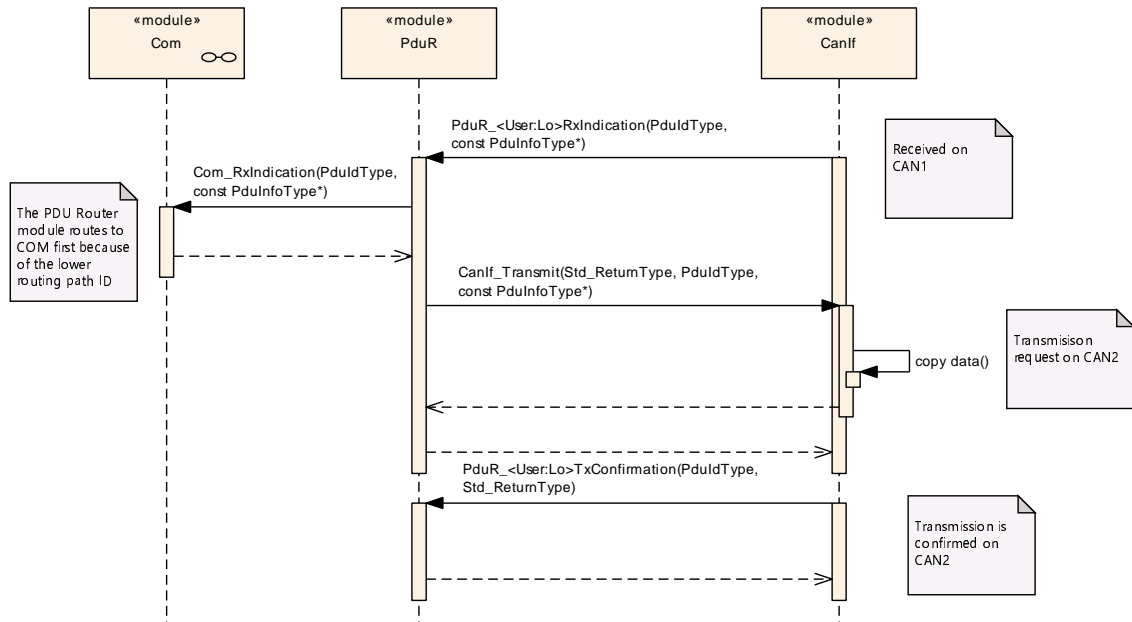 «module»
Com
«module»
PduR
«module»
CanIf
PduR_<User:Lo>RxIndication(PduIdType,
const PduInfoType*)
Received on
CAN1
Com_RxIndication(PduIdType,
const PduInfoType*)
The PDU Router
module routes to
COM first because
of the lower
routing path ID
CanIf_Transmit(Std_ReturnType, PduIdType,
const PduInfoType*)
Transmisison
request on CAN2
copy data()
PduR_<User:Lo>TxConfirmation(PduIdType,
Std_ReturnType)
Transmission is
confirmed on
CAN2